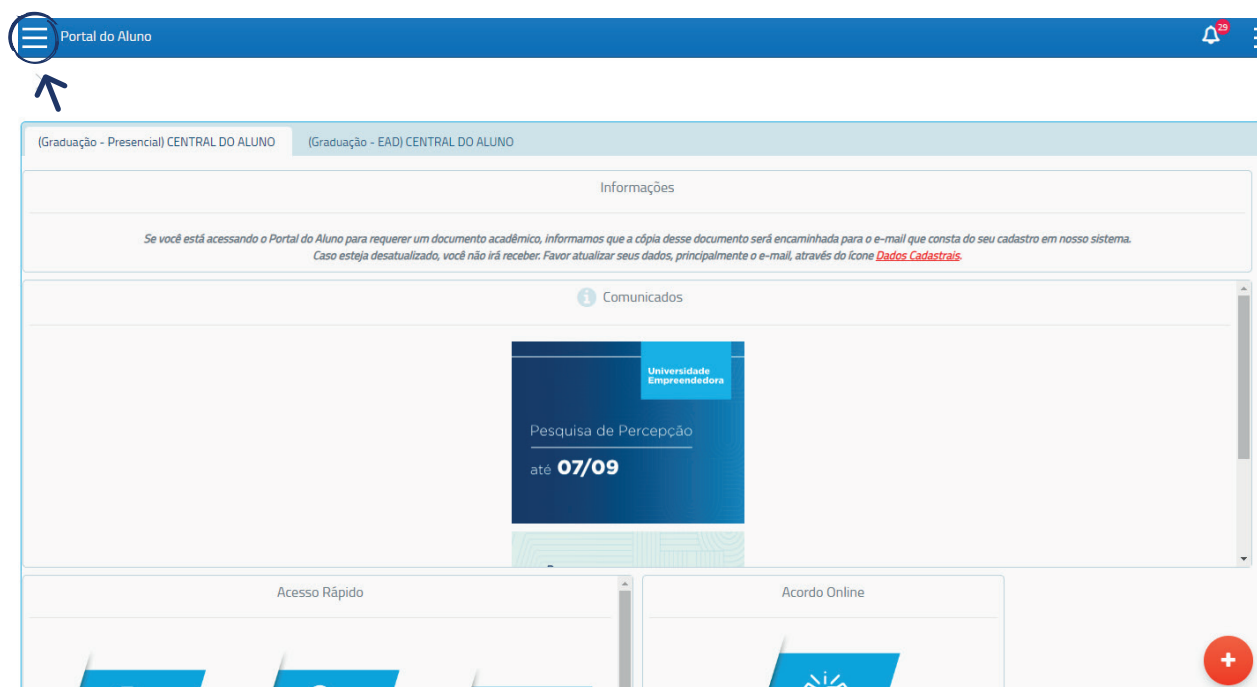 Portal do Aluno
29
(Graduação - Presencial) CENTRAL DO ALUNO
(Graduação - EAD) CENTRAL DO ALUNO
Informações
Se você está acessando o Portal do Aluno para requerer um documento acadêmico, informamos que a cópia desse documento será encaminhada para o e-mail que consta do seu cadastro em nosso sistema.
Caso esteja desatualizado, você não irá receber. Favor atualizar seus dados, principalmente o e-mail, através do ícone Dados Cadastrais.
Comunicados
Universidade
Empreendedora
Pesquisa de Percepção
até 07/09
Acesso Rápido
Acordo Online